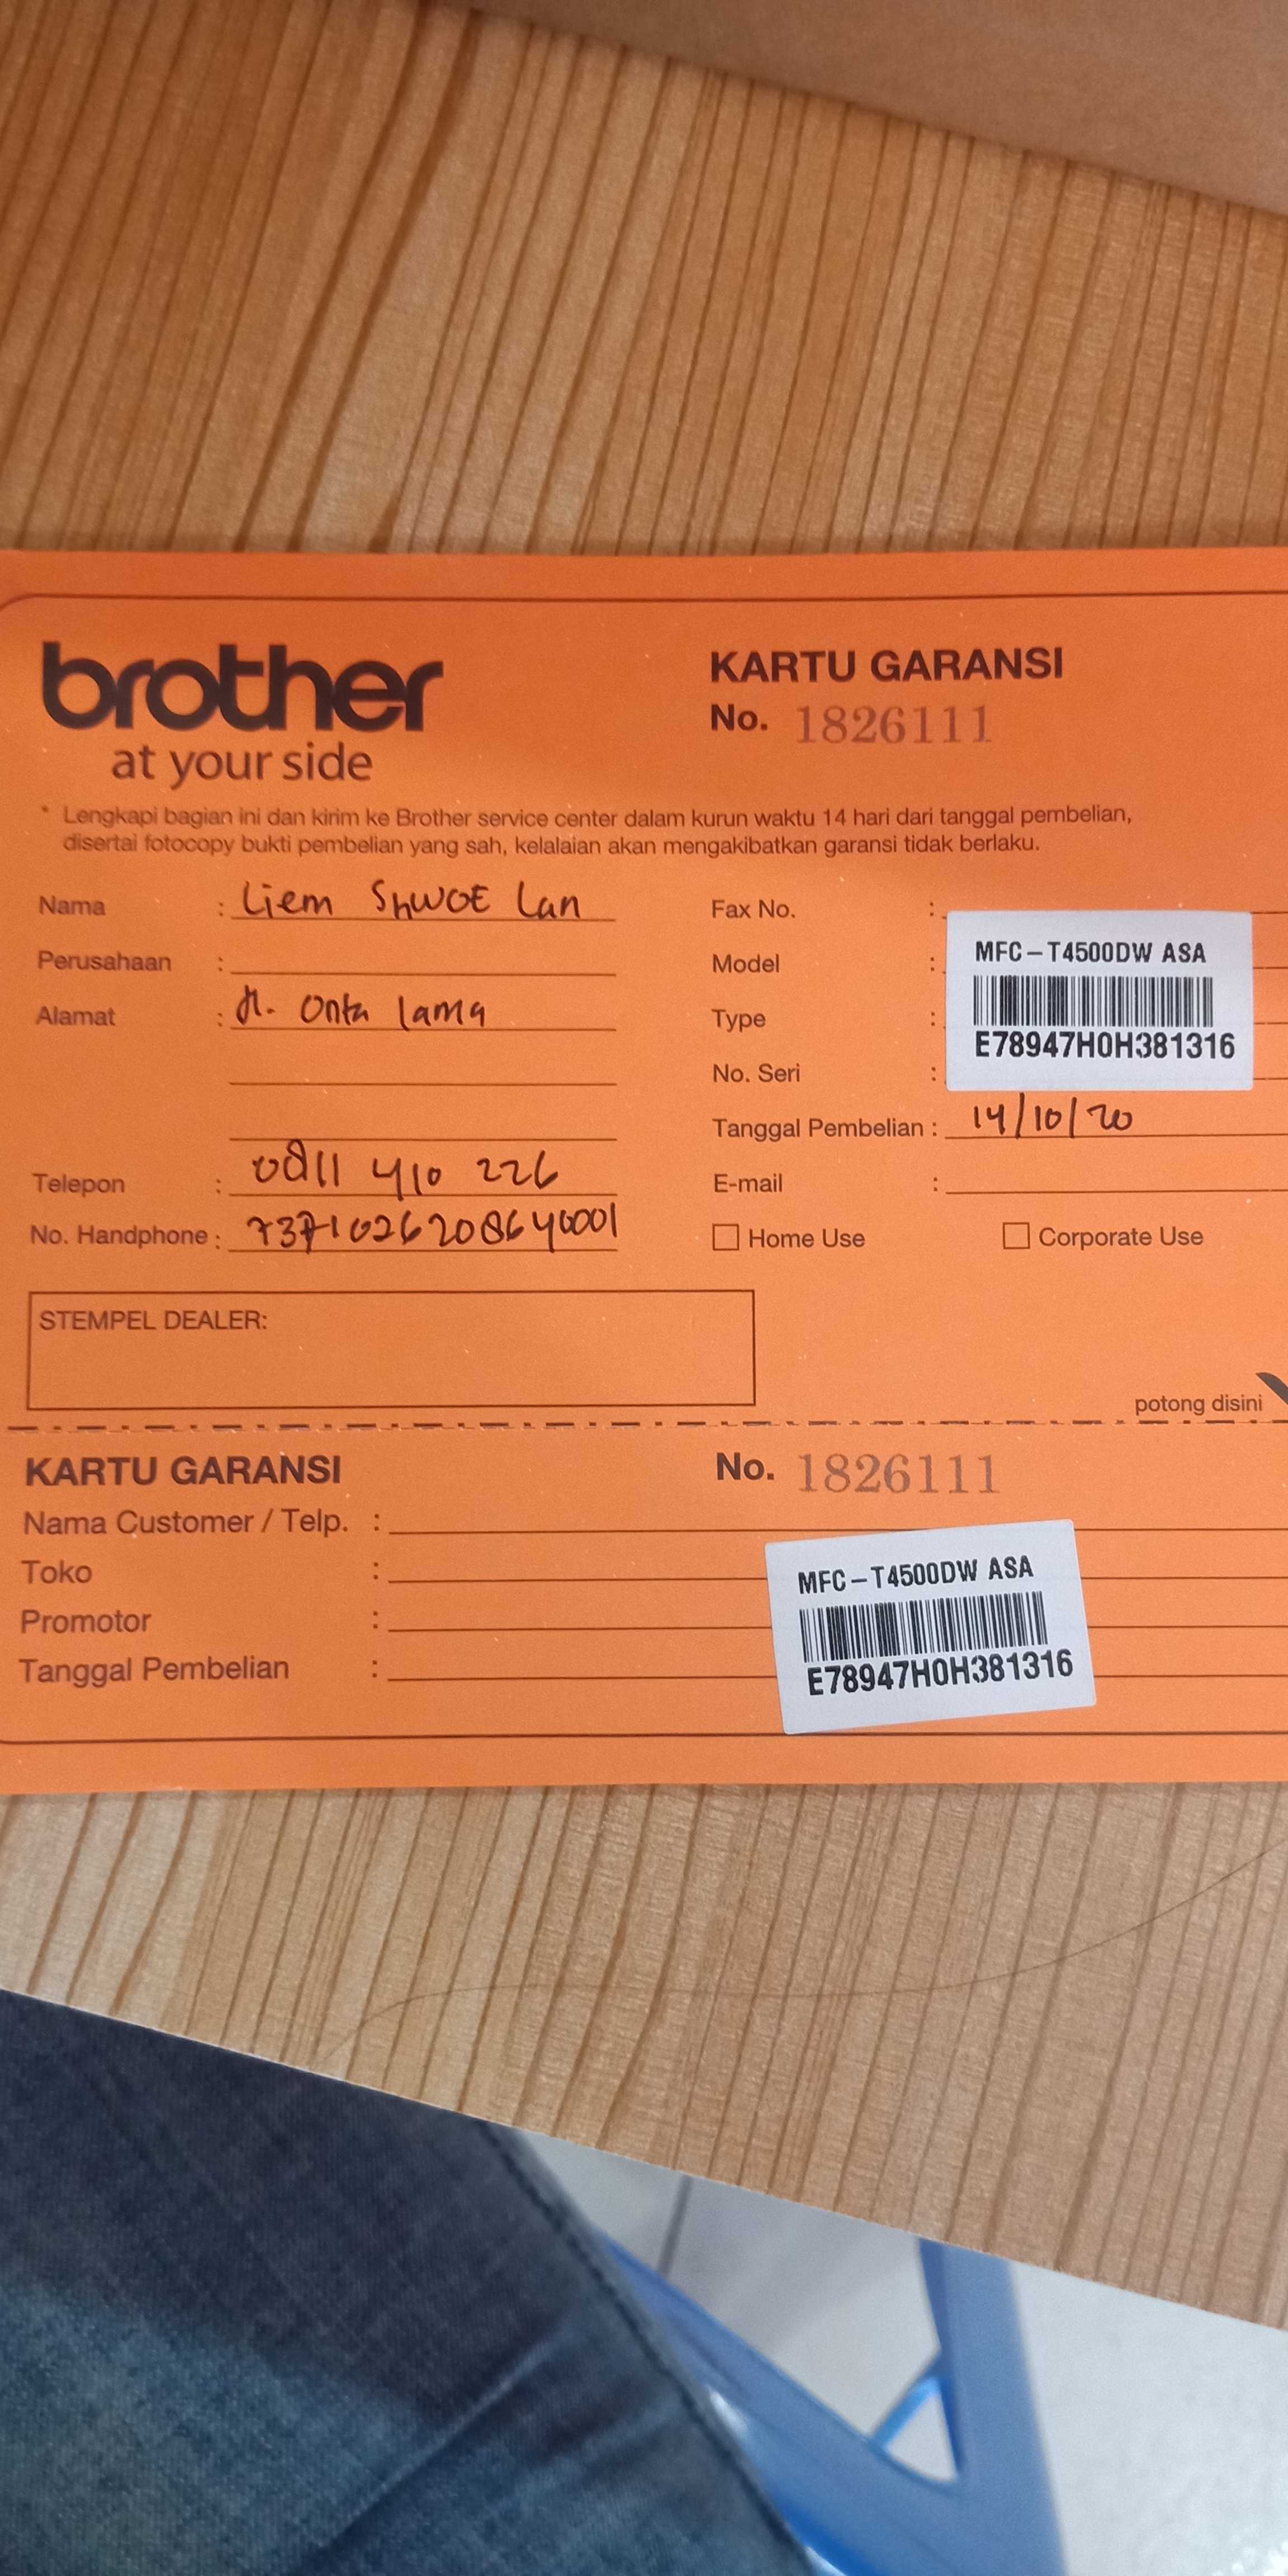 brother
at your side
KARTU GARANSI
No. 1826111
* Lengkapi bagian ini dan kirim ke Brother service center dalam kurun waktu 14 hari dari tanggal pembelian,
disertai fotocopy bukti pembelian yang sah, kelalaian akan mengakibatkan garansi tidak berlaku.
Nama : Liem Shwoe Lan
Perusahaan :
Alamat : Jl. Onta lama
Telepon : 0811 410 226
No. Handphone : 7371026208640001
Fax No. :
Model :
Type :
No. Seri :
MFC-T4500DW ASA
E78947H0H381316
Tanggal Pembelian : 14/10/20
E-mail :
Home Use
Corporate Use
STEMPEL DEALER:
potong disini
KARTU GARANSI
No. 1826111
Nama Customer / Telp. :
Toko :
Promotor :
Tanggal Pembelian :
MFC-T4500DW ASA
E78947H0H381316